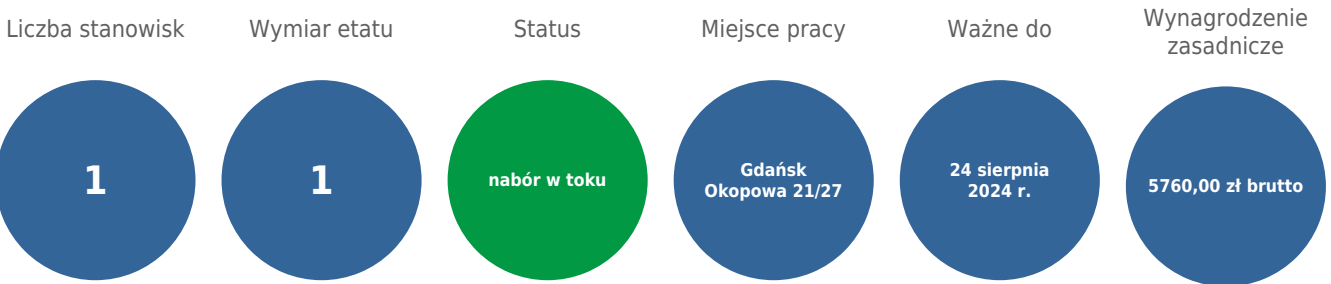 Liczba stanowisk
1
Wymiar etatu
1
Status
nabór w toku
Miejsce pracy
Gdańsk
Okopowa 21/27
Ważne do
24 sierpnia
2024 r.
Wynagrodzenie
zasadnicze
5760,00 zł brutto